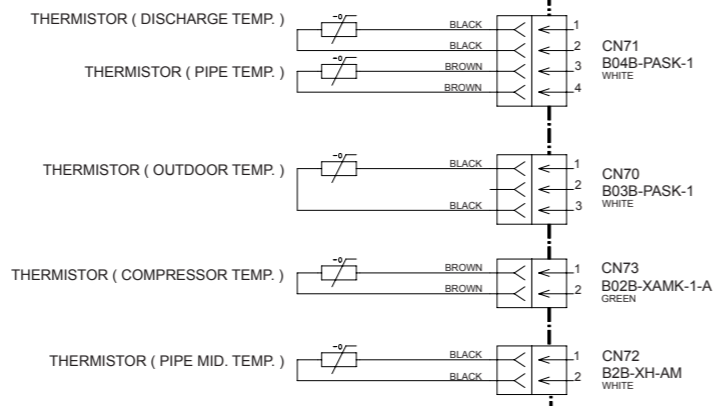 THERMISTOR ( DISCHARGE TEMP. )
-θ
BLACK
1
BLACK
2
CN71
B04B-PASK-1
WHITE
THERMISTOR ( PIPE TEMP. )
-θ
BROWN
3
BROWN
4
THERMISTOR ( OUTDOOR TEMP. )
-θ
BLACK
1
2
BLACK
3
CN70
B03B-PASK-1
WHITE
THERMISTOR ( COMPRESSOR TEMP. )
-θ
BROWN
1
BROWN
2
CN73
B02B-XAMK-1-A
GREEN
THERMISTOR ( PIPE MID. TEMP. )
-θ
BLACK
1
BLACK
2
CN72
B2B-XH-AM
WHITE